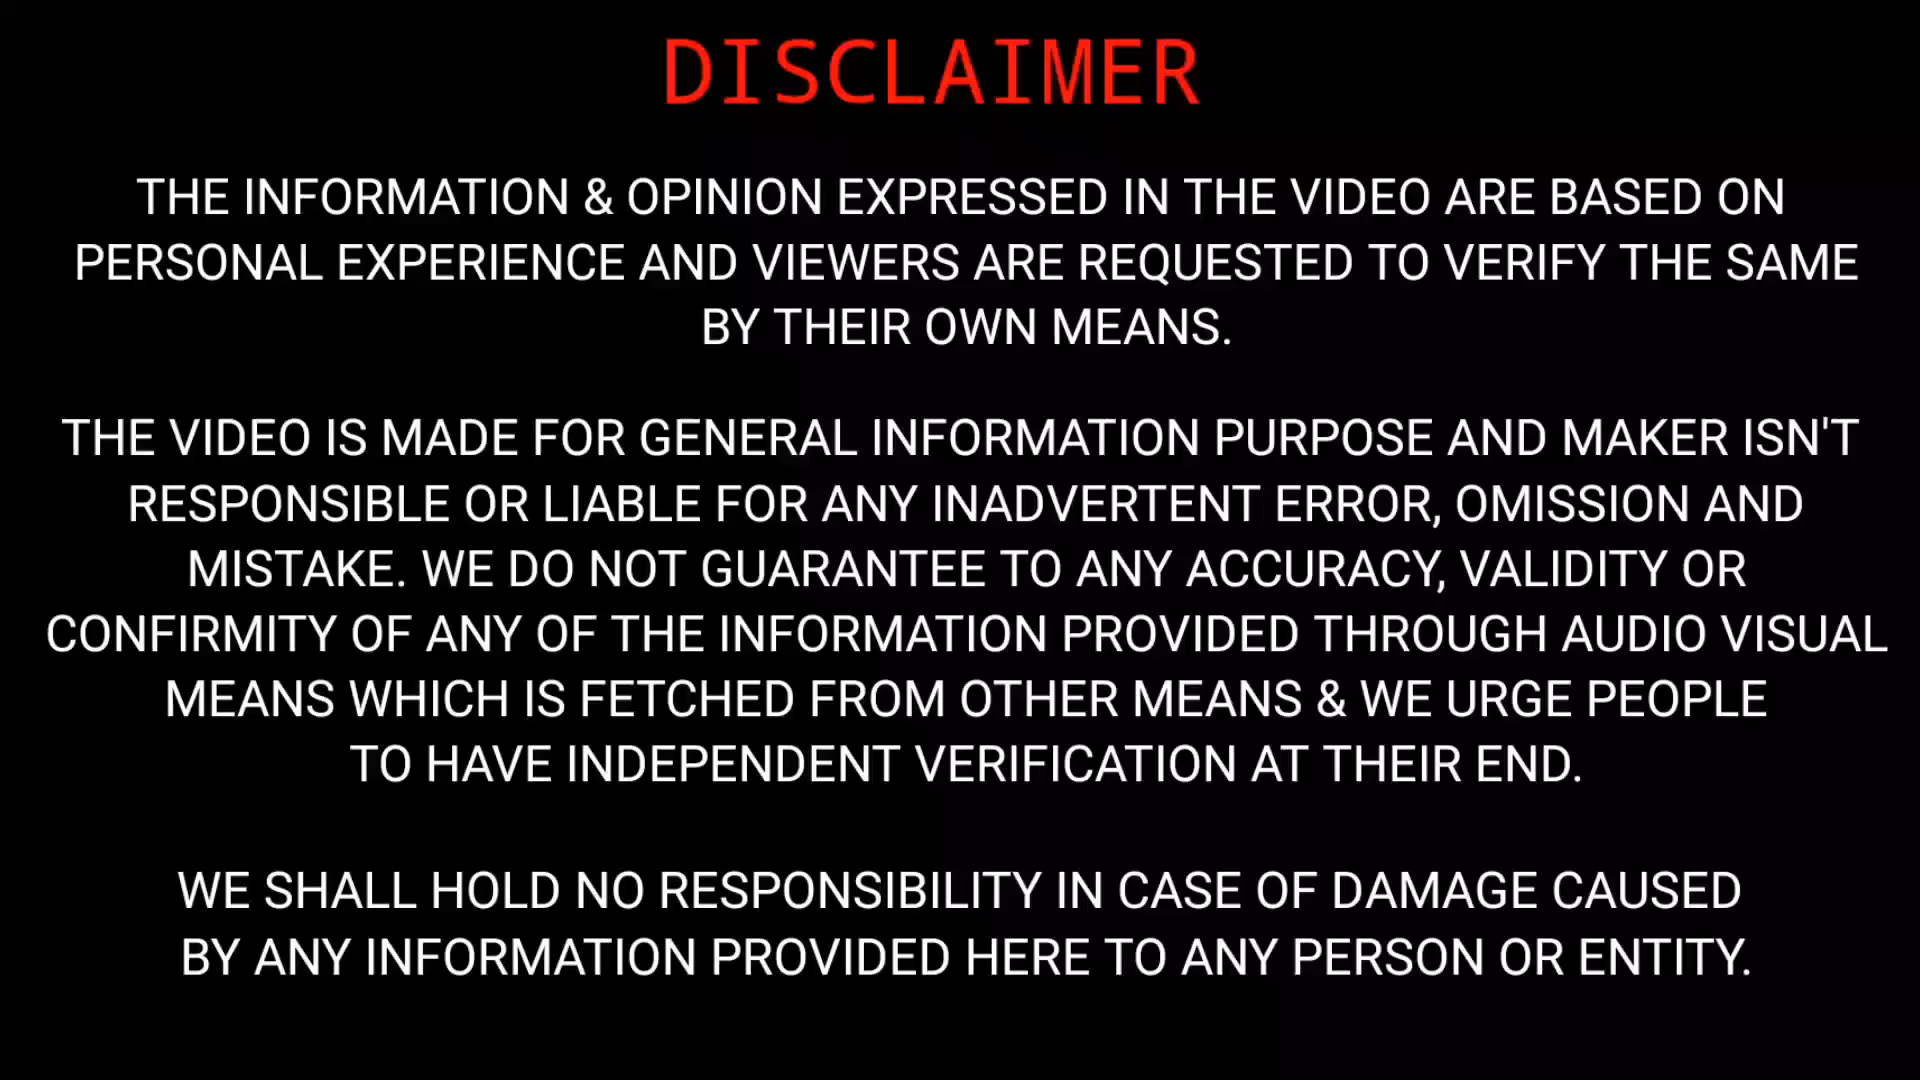 DISCLAIMER
THE INFORMATION & OPINION EXPRESSED IN THE VIDEO ARE BASED ON
PERSONAL EXPERIENCE AND VIEWERS ARE REQUESTED TO VERIFY THE SAME
BY THEIR OWN MEANS.
THE VIDEO IS MADE FOR GENERAL INFORMATION PURPOSE AND MAKER ISN'T
RESPONSIBLE OR LIABLE FOR ANY INADVERTENT ERROR, OMISSION AND
MISTAKE. WE DO NOT GUARANTEE TO ANY ACCURACY, VALIDITY OR
CONFIRMITY OF ANY OF THE INFORMATION PROVIDED THROUGH AUDIO VISUAL
MEANS WHICH IS FETCHED FROM OTHER MEANS & WE URGE PEOPLE
TO HAVE INDEPENDENT VERIFICATION AT THEIR END.
WE SHALL HOLD NO RESPONSIBILITY IN CASE OF DAMAGE CAUSED
BY ANY INFORMATION PROVIDED HERE TO ANY PERSON OR ENTITY.